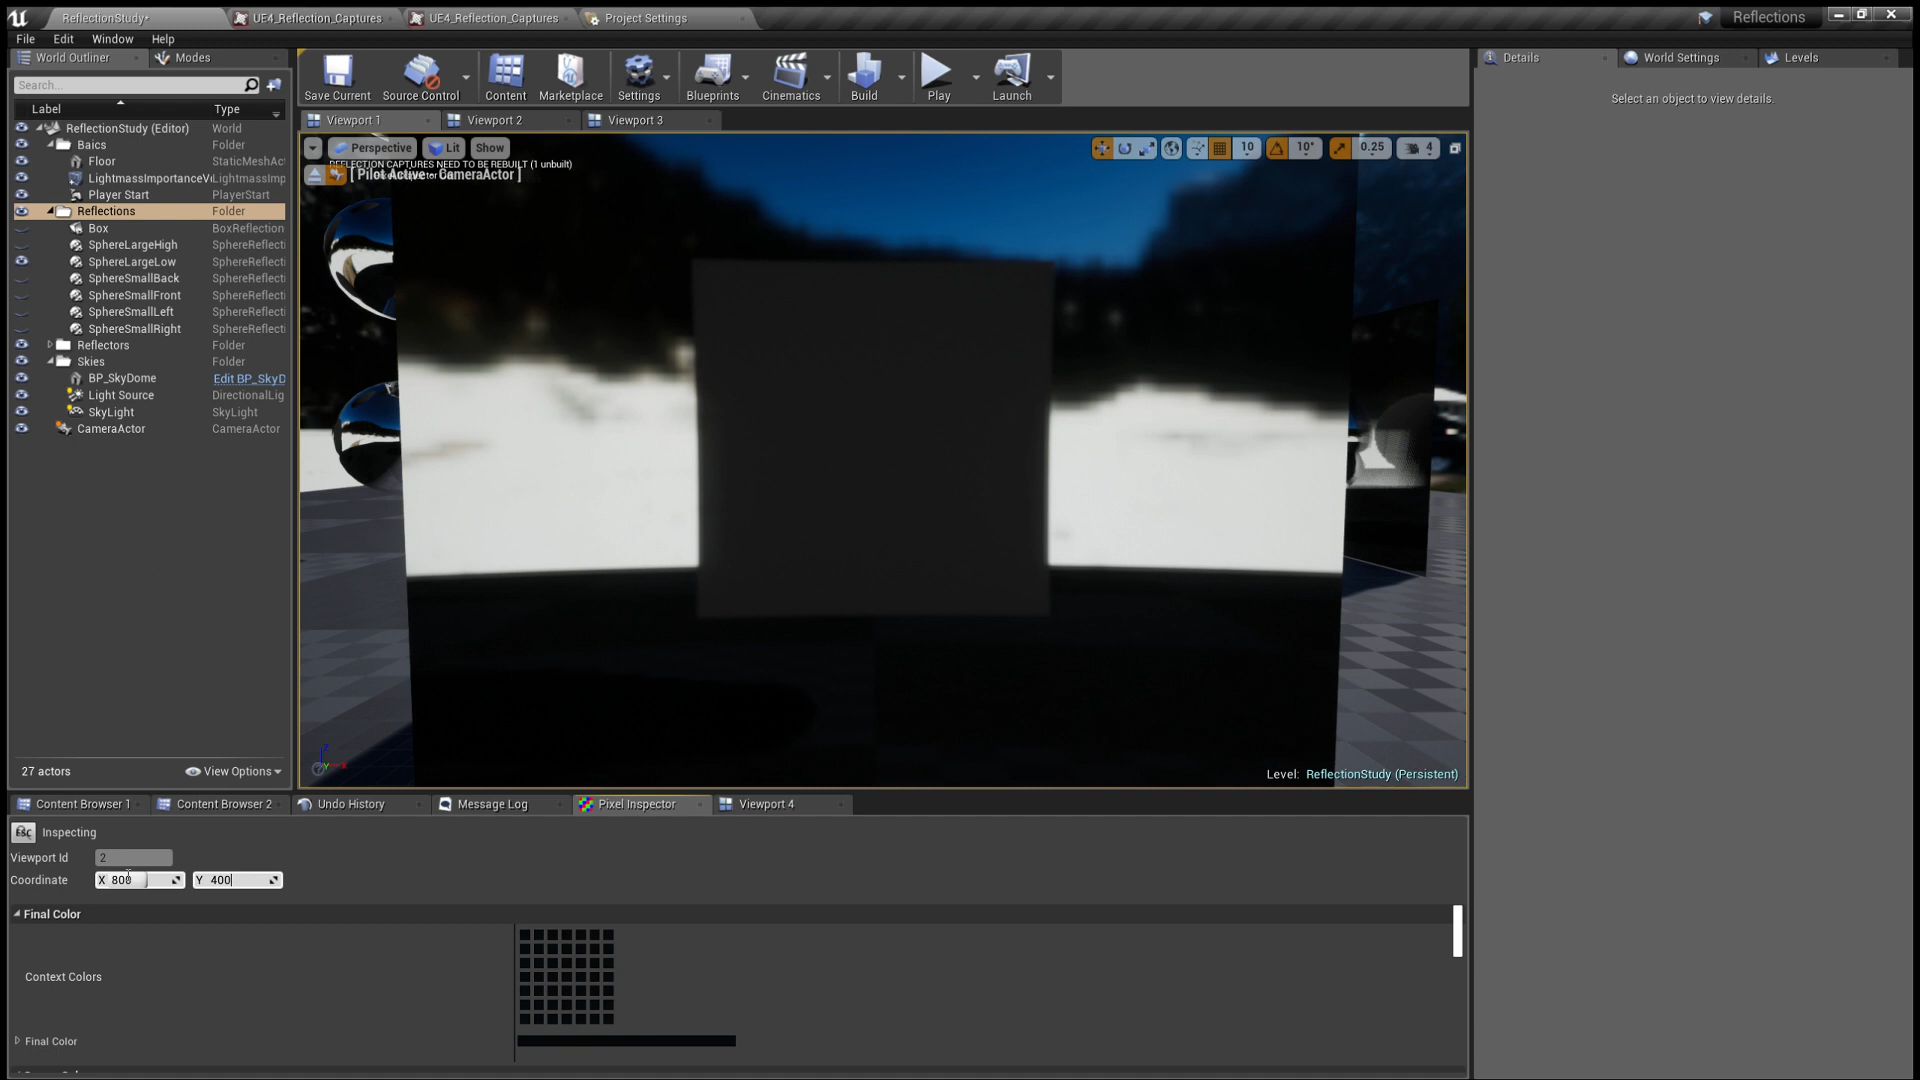 ReflectionStudy*
UE4_Reflection_Captures
UE4_Reflection_Captures
Project Settings
Reflections
File Edit Window Help
World Outliner
Modes
Search...
Label Type
ReflectionStudy (Editor) World
Baics Folder
Floor StaticMeshAct
LightmassImportanceV LightmassImp
Player Start PlayerStart
Reflections Folder
Box BoxReflection
SphereLargeHigh SphereReflecti
SphereLargeLow SphereReflecti
SphereSmallBack SphereReflecti
SphereSmallFront SphereReflecti
SphereSmallLeft SphereReflecti
SphereSmallRight SphereReflecti
Reflectors Folder
Skies Folder
BP_SkyDome Edit BP_SkyD
Light Source DirectionalLig
SkyLight SkyLight
CameraActor CameraActor
27 actors View Options
Save Current Source Control Content Marketplace Settings Blueprints Cinematics Build Play Launch
Viewport 1 Viewport 2 Viewport 3
Perspective Lit Show 10 10° 0.25 4
REFLECTION CAPTURES NEED TO BE REBUILT (1 unbuilt)
[ Pilot Active - CameraActor ]
Z
Y X
Level: ReflectionStudy (Persistent)
Details World Settings Levels
Select an object to view details.
Content Browser 1 Content Browser 2 Undo History Message Log Pixel Inspector Viewport 4
ESC Inspecting
Viewport Id 2
Coordinate X 800 Y 400
Final Color
Context Colors
Final Color